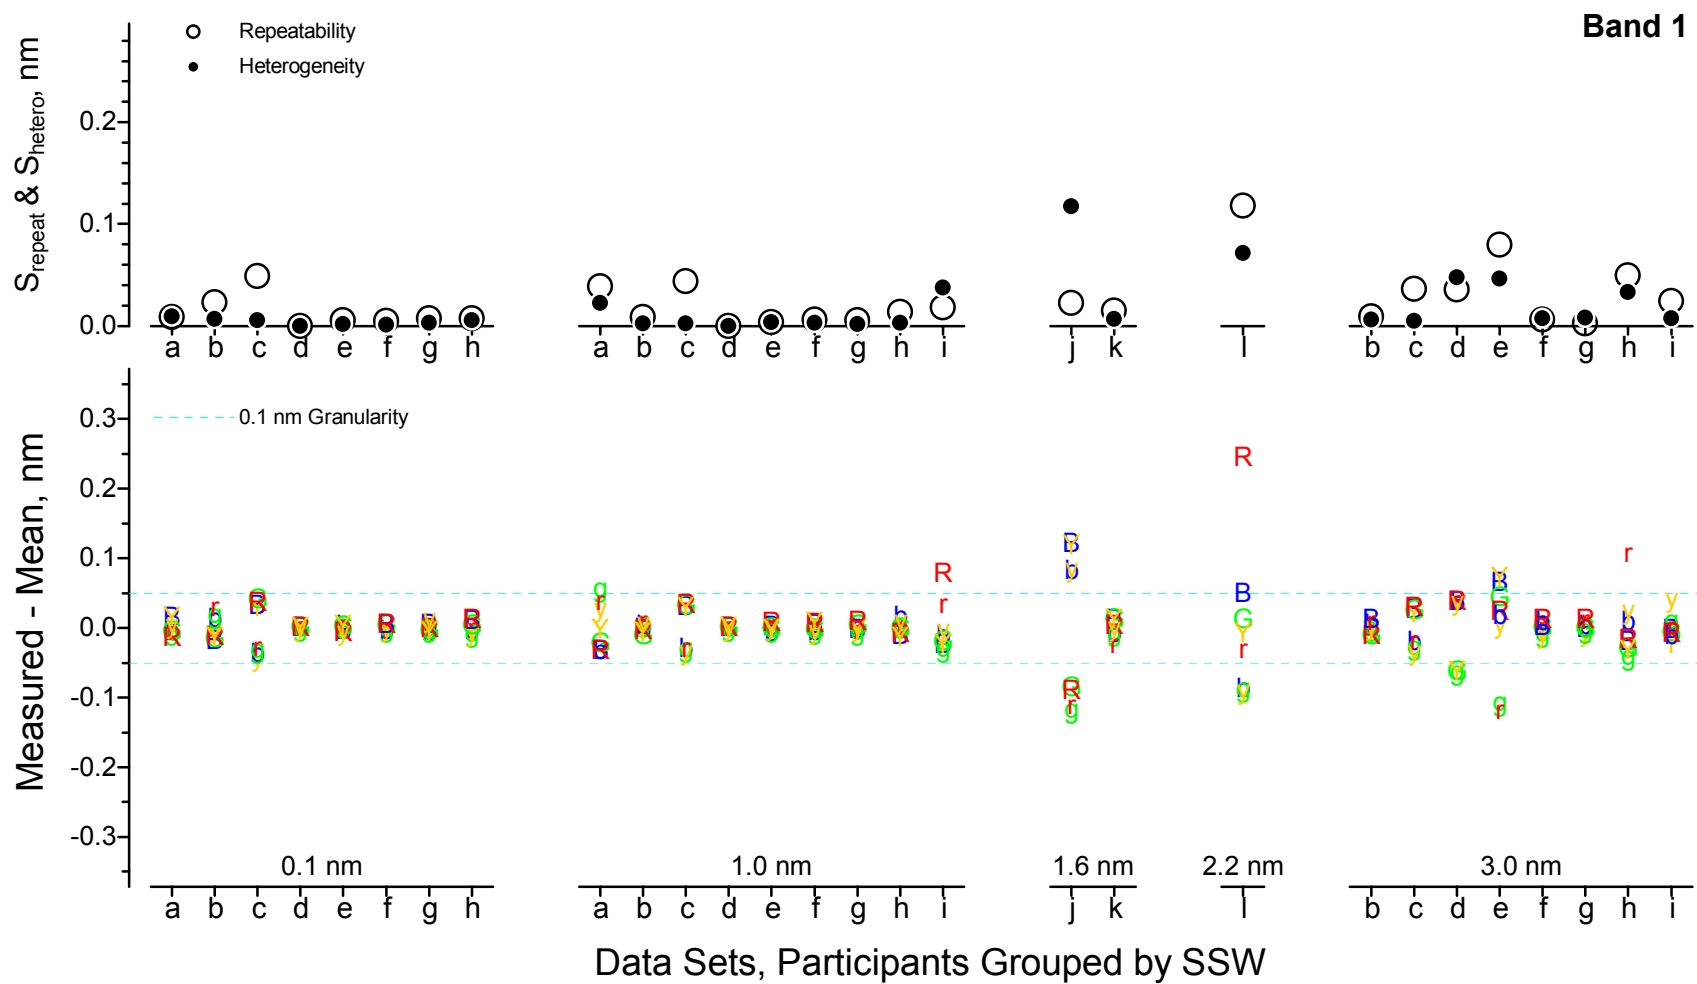 Band 1
Repeatability
Heterogeneity
Srepeat & Shetero, nm
0.2
0.1
0.0
a b c d e f g h a b c d e f g h i j k l b c d e f g h i
0.1 nm Granularity
Measured - Mean, nm
0.3
0.2
0.1
0.0
-0.1
-0.2
-0.3
R
B
G
r
R
r
r
0.1 nm 1.0 nm 1.6 nm 2.2 nm 3.0 nm
a b c d e f g h a b c d e f g h i j k l b c d e f g h i
Data Sets, Participants Grouped by SSW